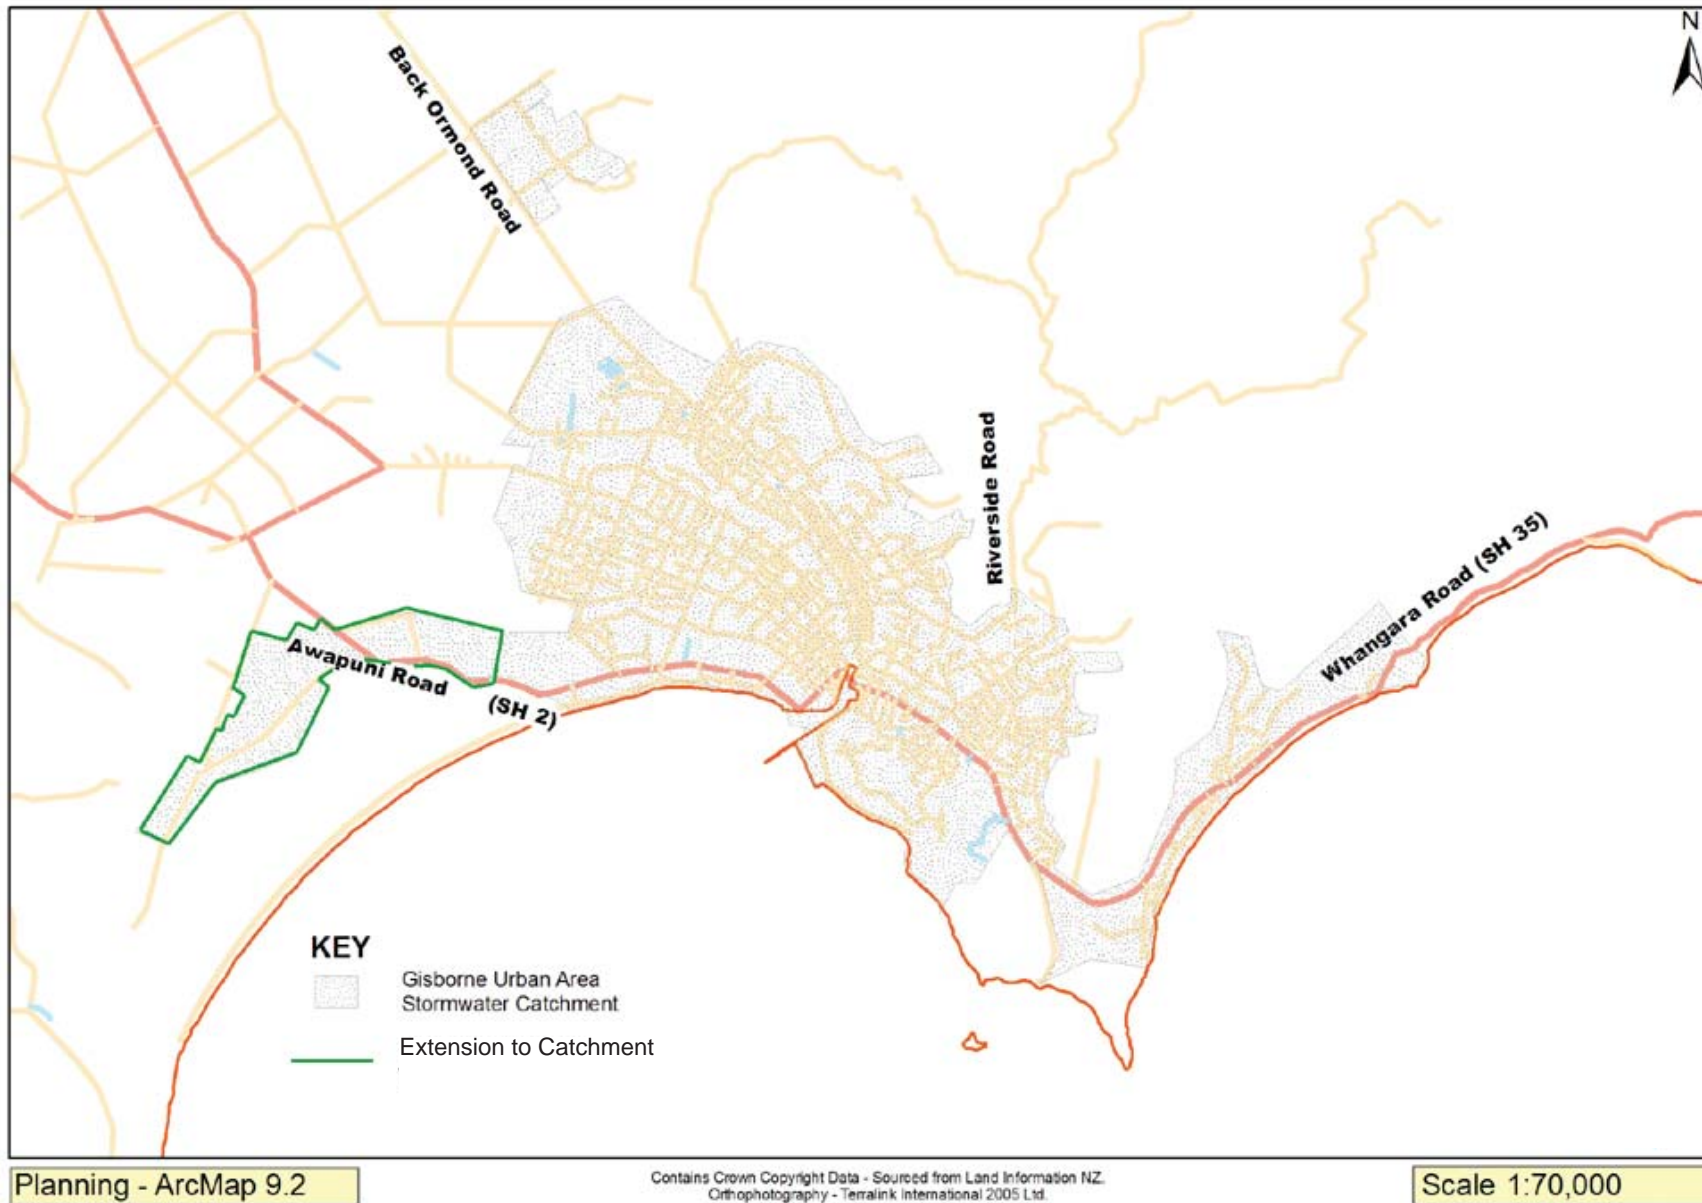 N
Back Ormond Road
Riverside Road
Whangara Road (SH 35)
Awapuni Road
(SH 2)
KEY
Gisborne Urban Area
Stormwater Catchment
Extension to Catchment
Planning - ArcMap 9.2
Contains Crown Copyright Data - Sourced from Land Information NZ.
Orthophotography - Terralink International 2005 Ltd.
Scale 1:70,000